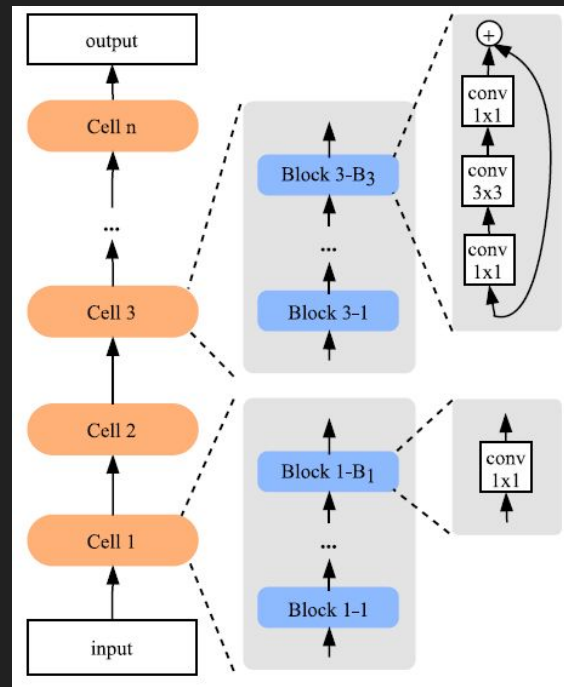 output
Cell n
...
Cell 3
Cell 2
Cell 1
input
Block 3-B3
...
Block 3-1
Block 1-B1
...
Block 1-1
+
conv
1x1
conv
3x3
conv
1x1
conv
1x1